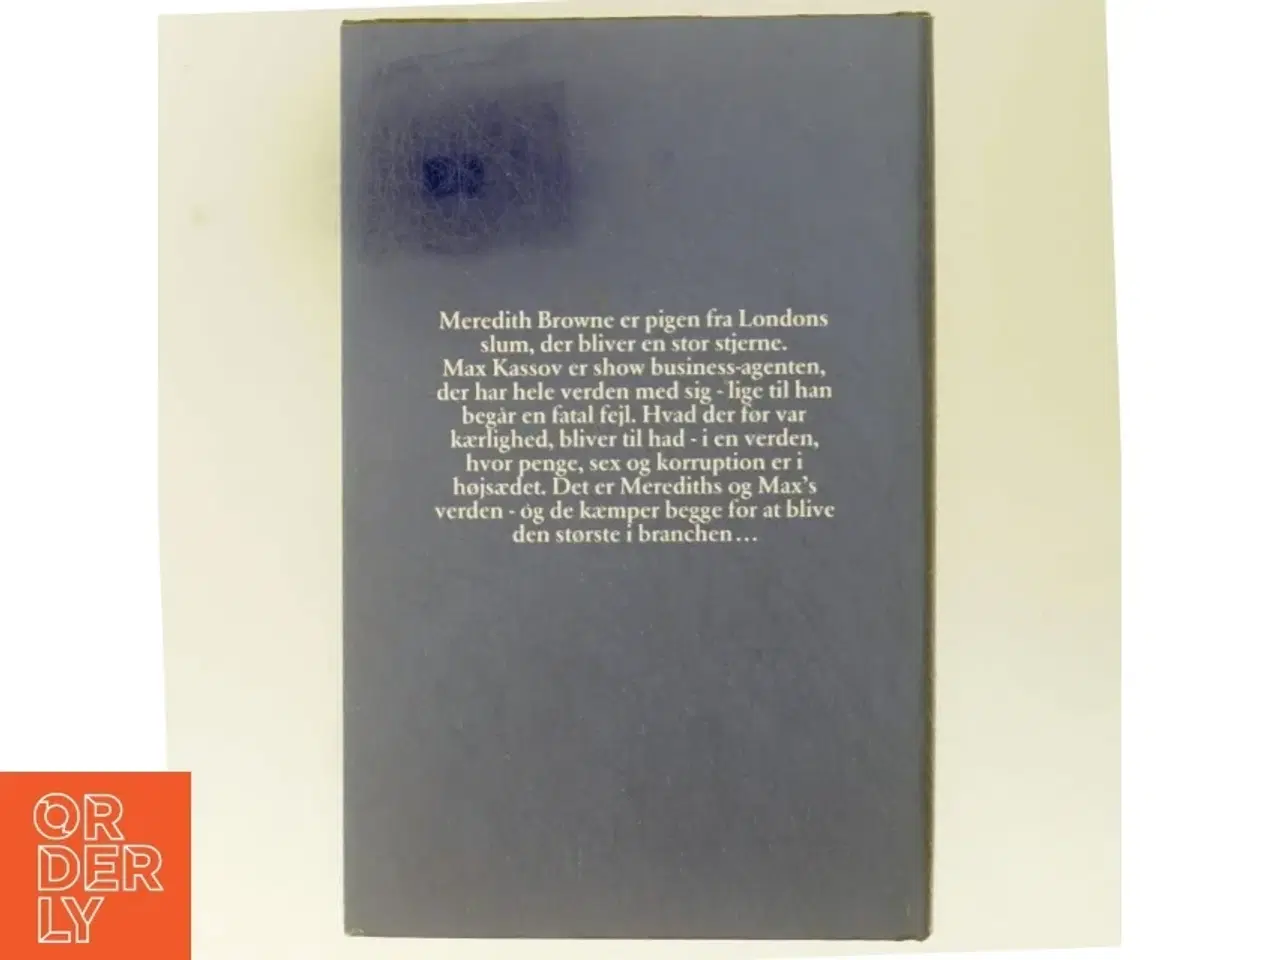 Meredith Browne er pigen fra Londons
slum, der bliver en stor stjerne.
Max Kassov er show business-agenten,
der har hele verden med sig - lige til han
begår en fatal fejl. Hvad der før var
kærlighed, bliver til had - i en verden,
hvor penge, sex og korruption er i
højsædet. Det er Merediths og Max's
verden - og de kæmper begge for at blive
den største i branchen...
OR
DER
LY